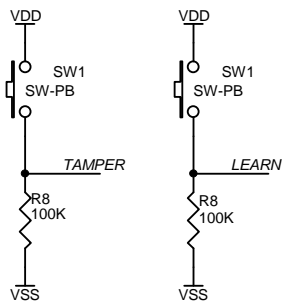 VDD
SW1
SW-PB
TAMPER
R8
100K
VSS
VDD
SW1
SW-PB
LEARN
R8
100K
VSS